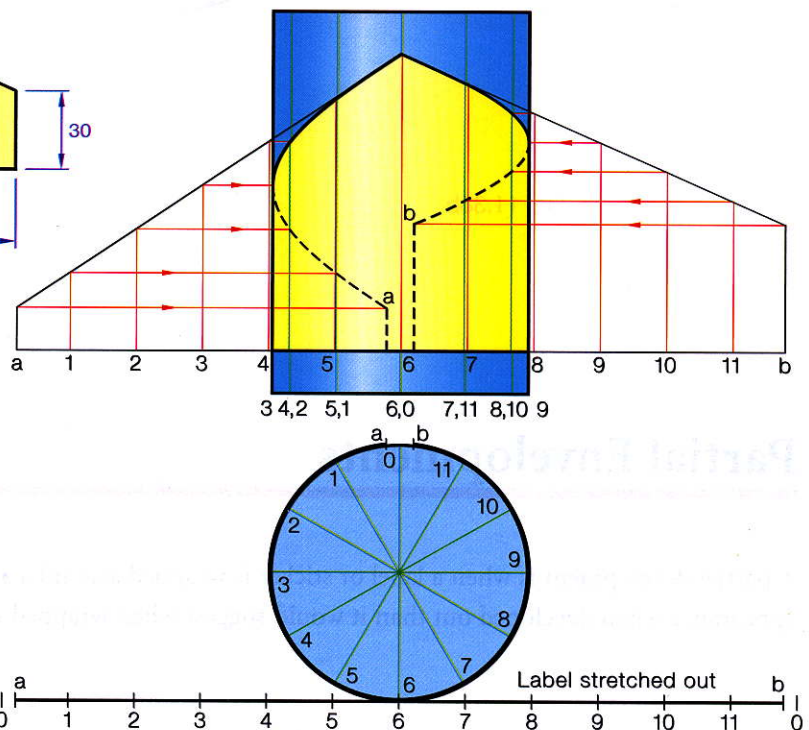 30
b
a
a 1 2 3 4 5 6 7 8 9 10 11 b
3 4,2 5,1 6,0 7,11 8,10 9
a b
0
1 11
2 10
3 9
4 8
5 7
6
Label stretched out
a b
0 1 2 3 4 5 6 7 8 9 10 11 0